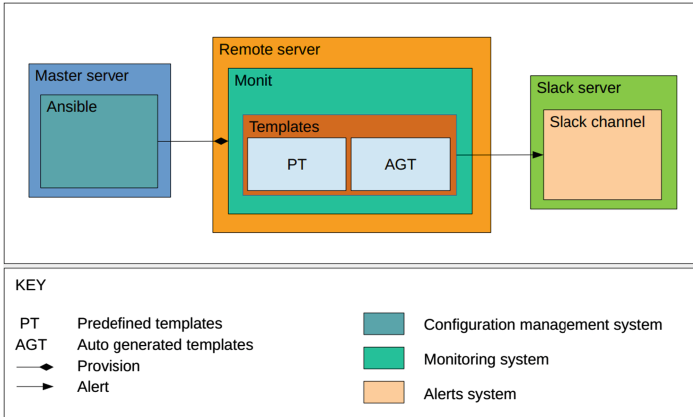 Remote server
Master server
Monit
Slack server
Ansible
Templates
Slack channel
PT
AGT
KEY
PT Predefined templates
AGT Auto generated templates
Provision
Alert
Configuration management system
Monitoring system
Alerts system